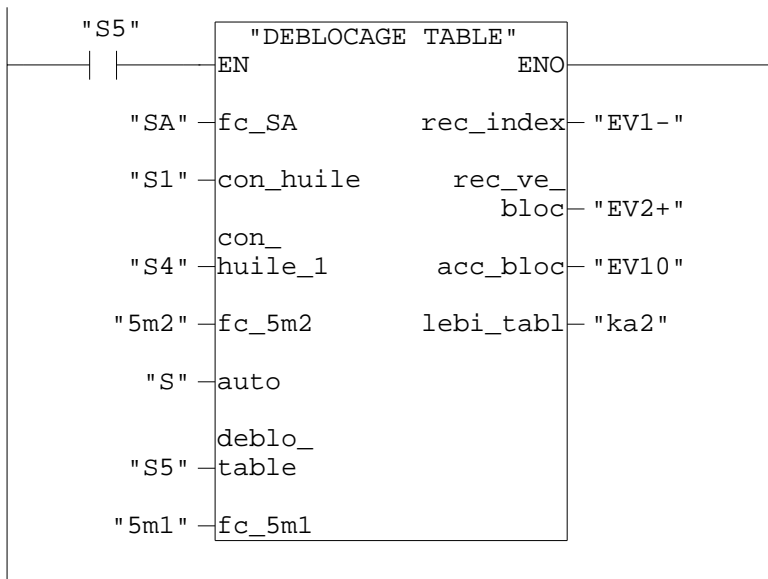 "S5"
"DEBLOCAGE TABLE"
EN ENO
"SA" fc_SA rec_index "EV1-"
"S1" con_huile rec_ve_
bloc "EV2+"
con_
"S4" huile_1 acc_bloc "EV10"
"5m2" fc_5m2 lebi_tabl "ka2"
"S" auto
deblo_
"S5" table
"5m1" fc_5m1